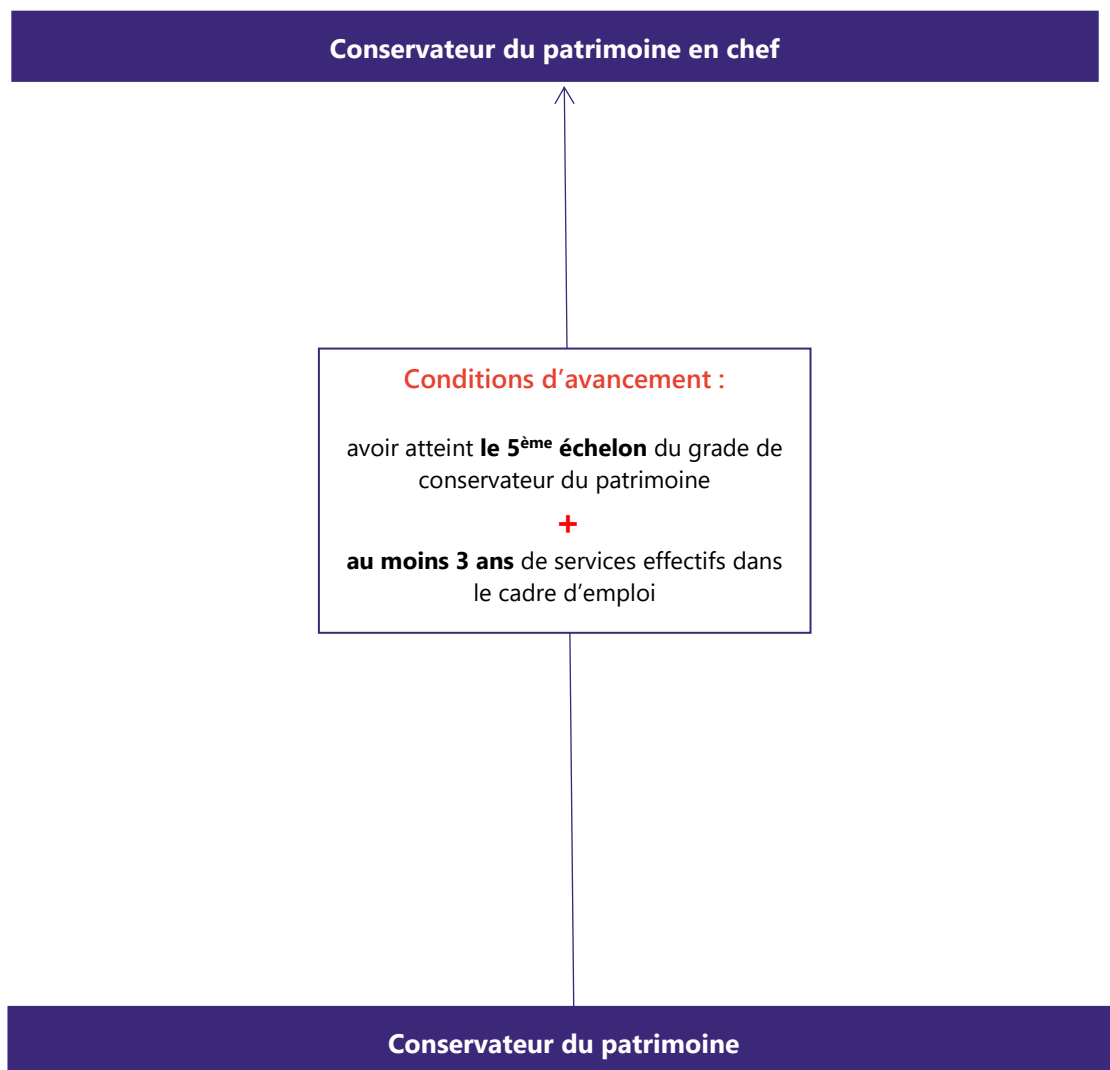 Conservateur du patrimoine en chef
Conditions d’avancement :
avoir atteint le 5ème échelon du grade de
conservateur du patrimoine
+
au moins 3 ans de services effectifs dans
le cadre d’emploi
Conservateur du patrimoine